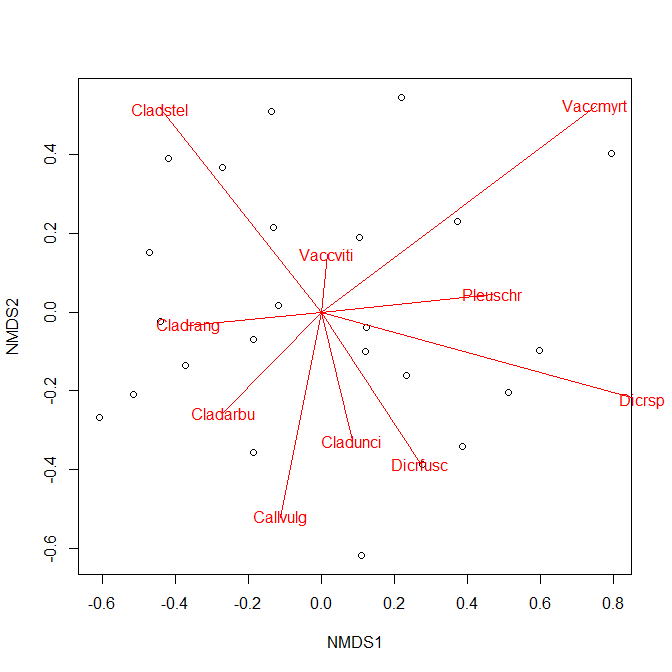 Cladstel
Vaccmyrt
Vaccviti
Pleuschr
Cladrang
Dicrsp
Cladarbu
Cladunci
Dicrfusc
Callvulg
0.4
0.2
0.0
-0.2
-0.4
-0.6
NMDS2
-0.6 -0.4 -0.2 0.0 0.2 0.4 0.6 0.8
NMDS1